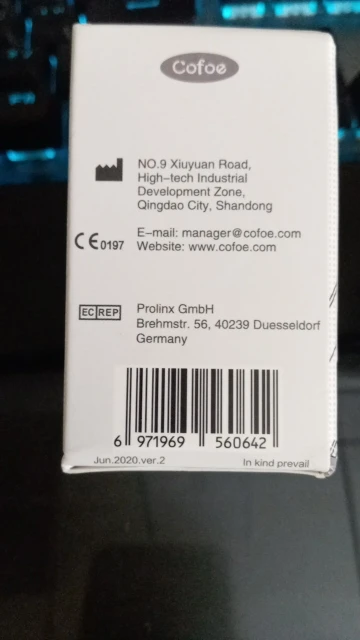 Cofoe
NO.9 Xiuyuan Road,
High-tech Industrial
Development Zone,
Qingdao City, Shandong
CE0197
E-mail: manager@cofoe.com
Website: www.cofoe.com
EC REP
Prolinx GmbH
Brehmstr. 56, 40239 Duesseldorf
Germany
6 971969 560642
Jun.2020.ver.2
In kind prevail